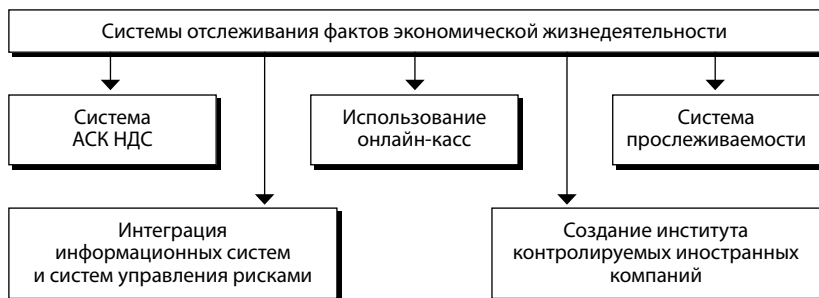 Системы отслеживания фактов экономической жизнедеятельности
Система
АСК НДС
Использование
онлайн-касс
Система
прослеживаемости
Интеграция
информационных систем
и систем управления рисками
Создание института
контролируемых иностранных
компаний